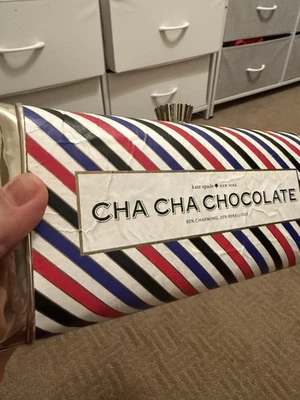 kate spade NEW YORK
CHA CHA CHOCOLATE
80% CHARMING, 20% REBELLIOUS